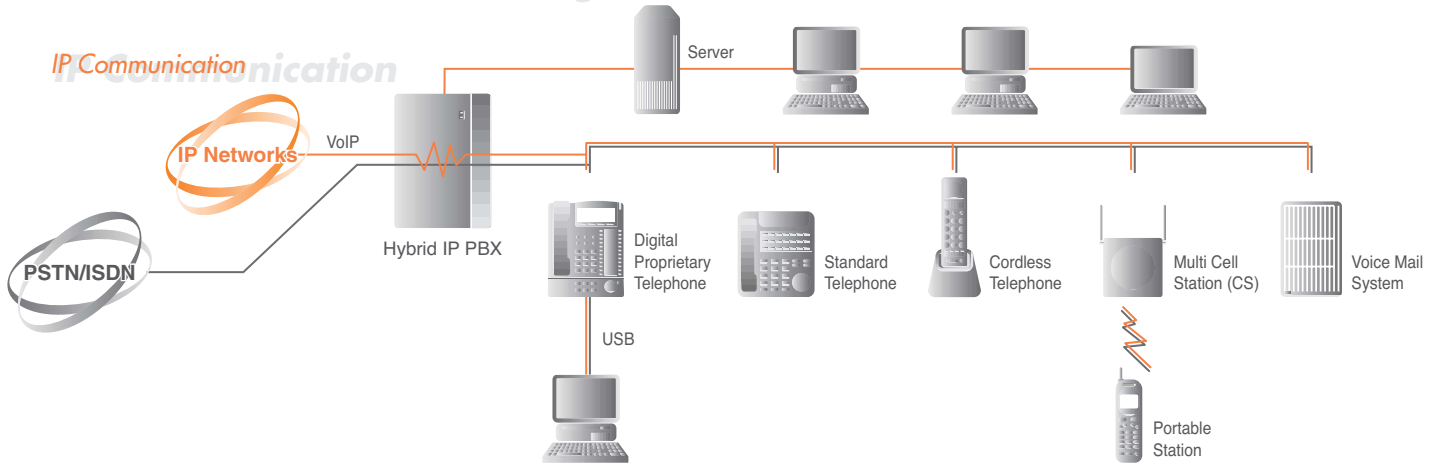 IP Communication
Server
IP Networks
VoIP
Hybrid IP PBX
PSTN/ISDN
Digital
Proprietary
Telephone
Standard
Telephone
Cordless
Telephone
Multi Cell
Station (CS)
Voice Mail
System
USB
Portable
Station